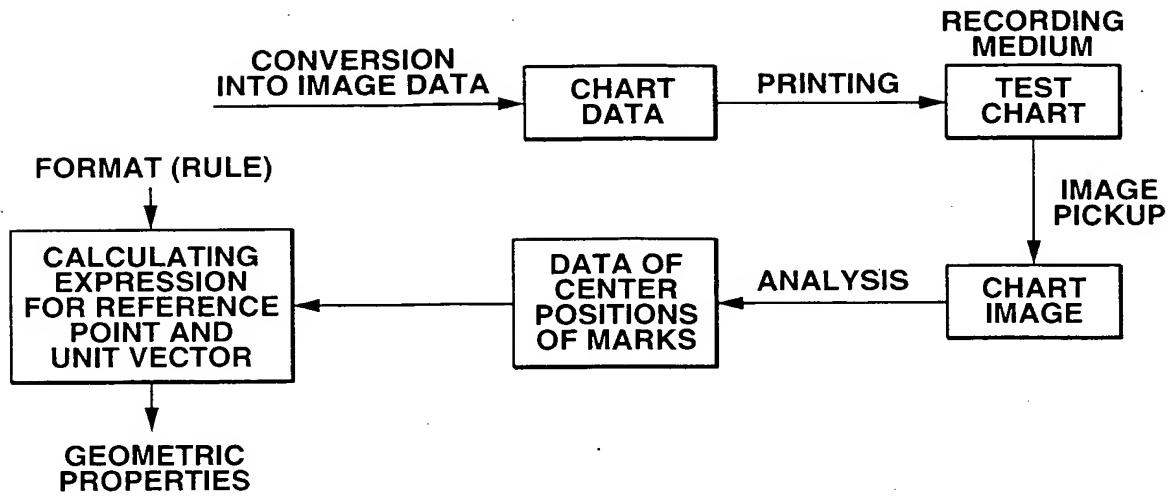 CONVERSION
INTO IMAGE DATA
CHART
DATA
PRINTING
RECORDING
MEDIUM
TEST
CHART
IMAGE
PICKUP
CHART
IMAGE
ANALYSIS
DATA OF
CENTER
POSITIONS
OF MARKS
FORMAT (RULE)
CALCULATING
EXPRESSION
FOR REFERENCE
POINT AND
UNIT VECTOR
GEOMETRIC
PROPERTIES